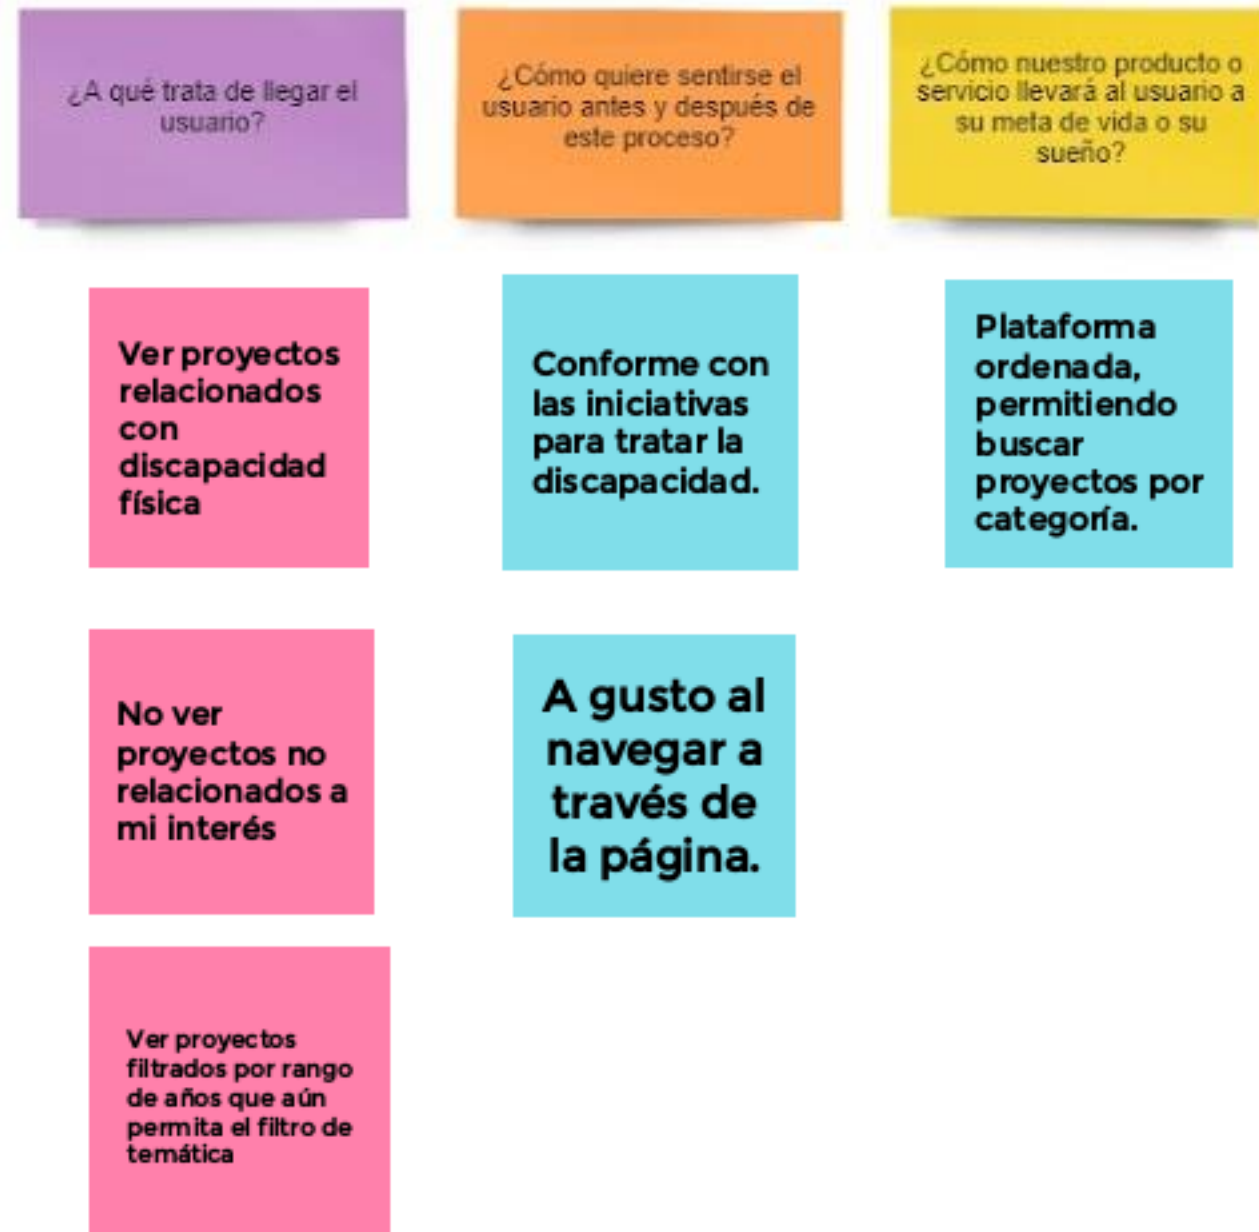 ¿A qué trata de llegar el
usuario?
¿Cómo quiere sentirse el
usuario antes y después de
este proceso?
¿Cómo nuestro producto o
servicio llevará al usuario a
su meta de vida o su
sueño?
Ver proyectos
relacionados
con
discapacidad
física
Conforme con
las iniciativas
para tratar la
discapacidad.
Plataforma
ordenada,
permitiendo
buscar
proyectos por
categoría.
No ver
proyectos no
relacionados a
mi interés
A gusto al
navegar a
través de
la página.
Ver proyectos
filtrados por rango
de años que aún
permita el filtro de
temática